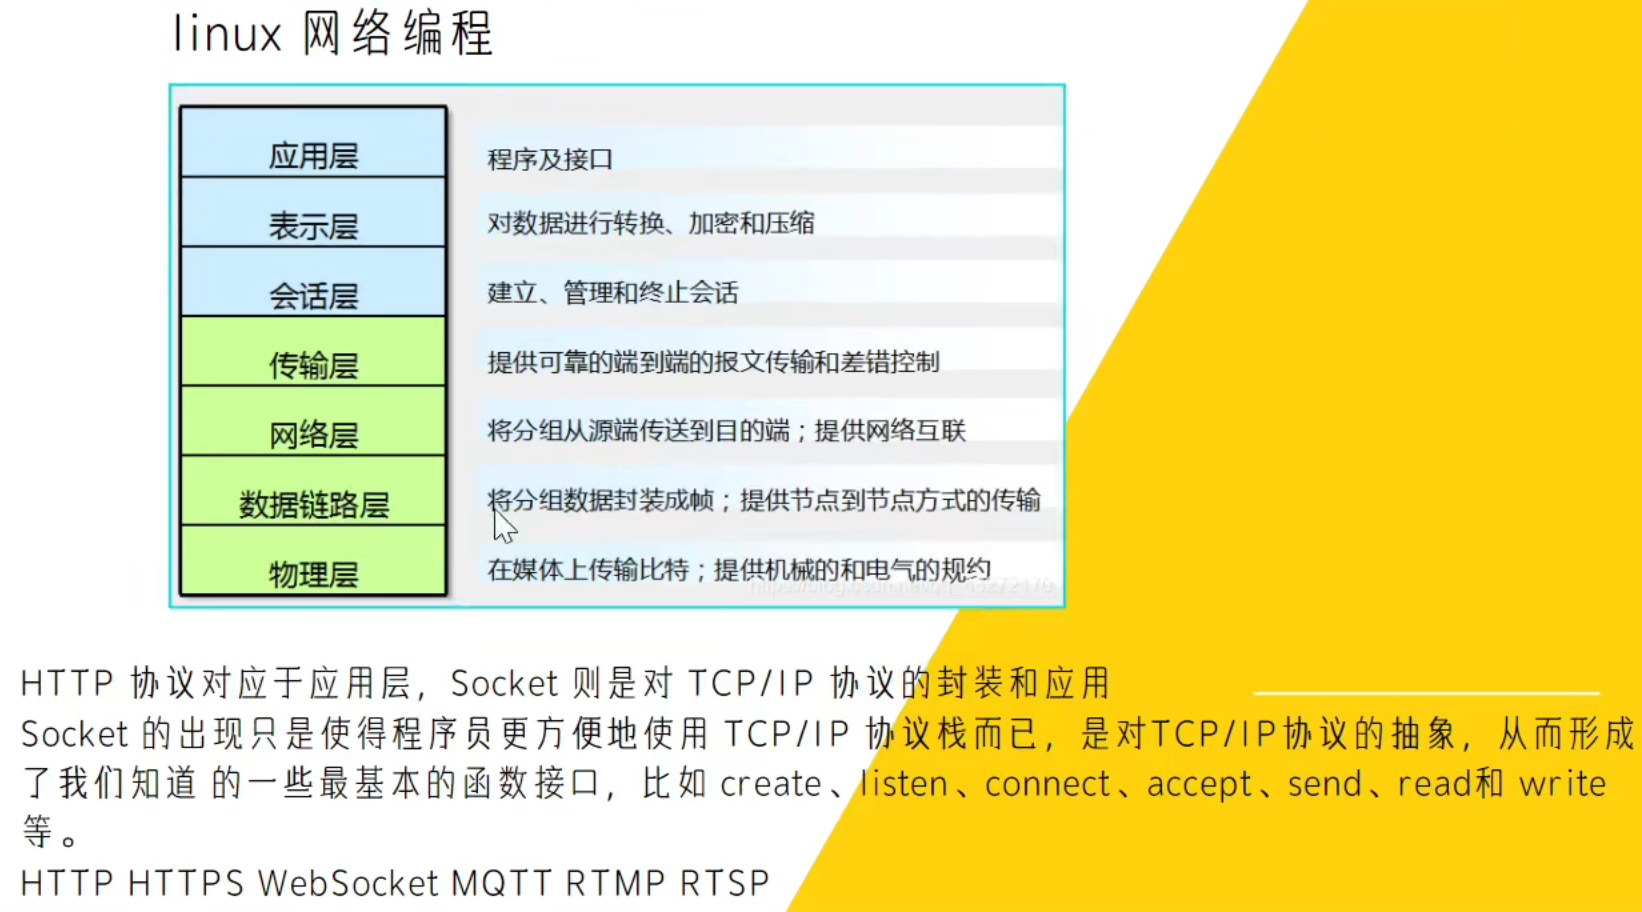 linux 网络编程
应用层 程序及接口
表示层 对数据进行转换、加密和压缩
会话层 建立、管理和终止会话
传输层 提供可靠的端到端的报文传输和差错控制
网络层 将分组从源端传送到目的端；提供网络互联
数据链路层 将分组数据封装成帧；提供节点到节点方式的传输
物理层 在媒体上传输比特；提供机械的和电气的规约
HTTP 协议对应于应用层，Socket 则是对 TCP/IP 协议的封装和应用
Socket 的出现只是使得程序员更方便地使用 TCP/IP 协议栈而已，是对TCP/IP协议的抽象，从而形成
了我们知道 的一些最基本的函数接口，比如 create、listen、connect、accept、send、read和 write
等。
HTTP HTTPS WebSocket MQTT RTMP RTSP